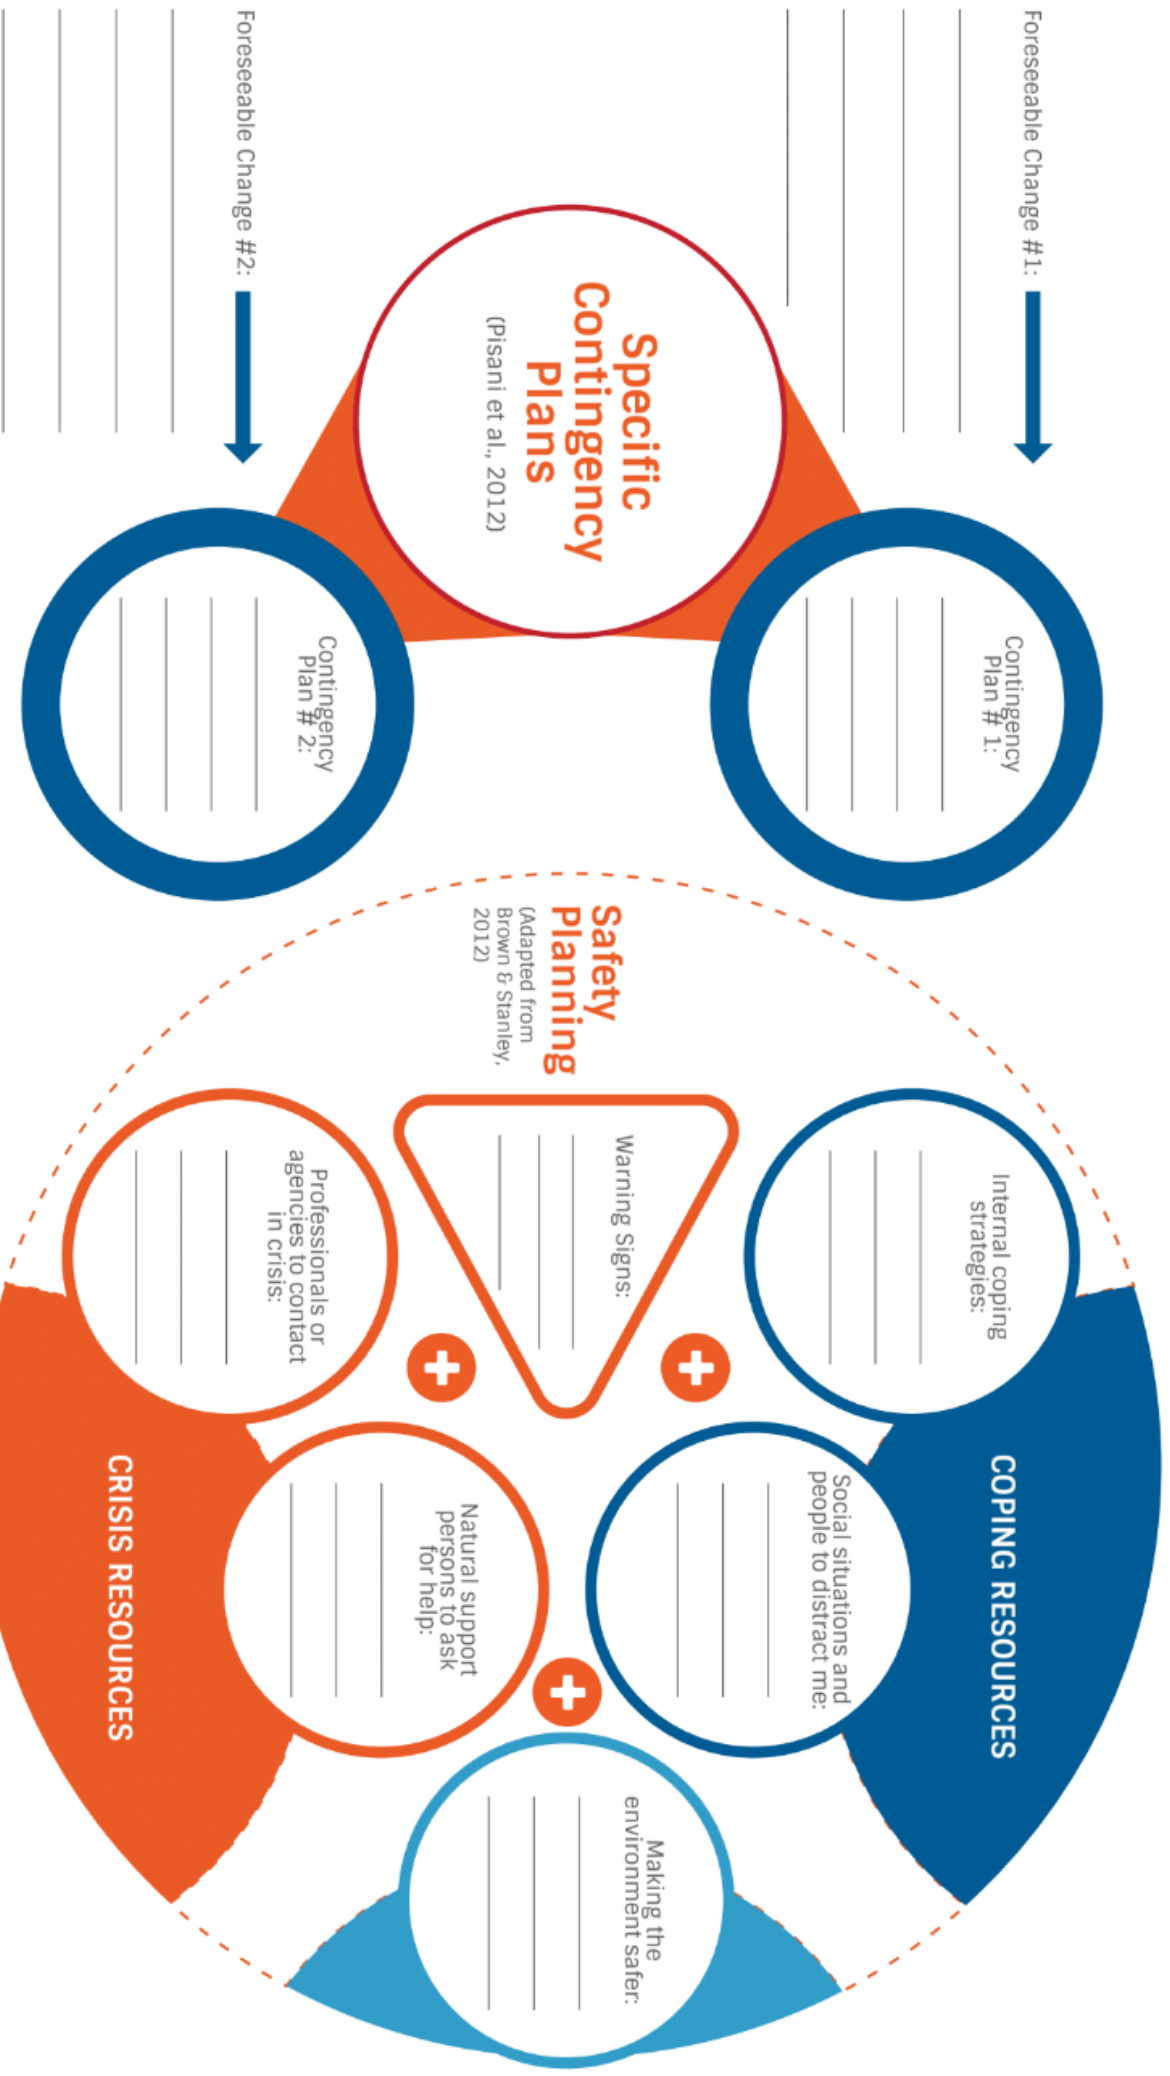 Foreseeable Change #1:
Contingency
Plan # 1:
Specific
Contingency
Plans
(Pisani et al., 2012)
Foreseeable Change #2:
Contingency
Plan # 2:
Safety
Planning
(Adapted from
Brown & Stanley,
2012)
Internal coping
strategies:
COPING RESOURCES
Social situations and
people to distract me:
Warning Signs:
Making the
environment safer:
Natural support
persons to ask
for help:
Professionals or
agencies to contact
in crisis:
CRISIS RESOURCES